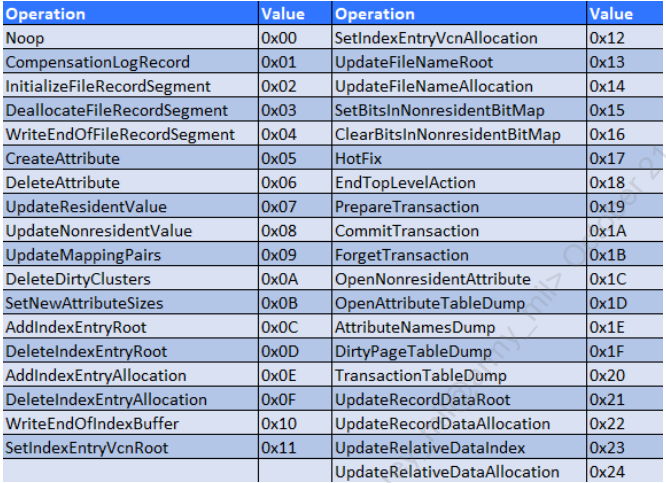 Operation Value Operation Value
Noop 0x00 SetIndexEntryVcnAllocation 0x12
CompensationLogRecord 0x01 UpdateFileNameRoot 0x13
InitializeFileRecordSegment 0x02 UpdateFileNameAllocation 0x14
DeallocateFileRecordSegment 0x03 SetBitsInNonresidentBitMap 0x15
WriteEndOfFileRecordSegment 0x04 ClearBitsInNonresidentBitMap 0x16
CreateAttribute 0x05 HotFix 0x17
DeleteAttribute 0x06 EndTopLevelAction 0x18
UpdateResidentValue 0x07 PrepareTransaction 0x19
UpdateNonresidentValue 0x08 CommitTransaction 0x1A
UpdateMappingPairs 0x09 ForgetTransaction 0x1B
DeleteDirtyClusters 0x0A OpenNonresidentAttribute 0x1C
SetNewAttributeSizes 0x0B OpenAttributeTableDump 0x1D
AddIndexEntryRoot 0x0C AttributeNamesDump 0x1E
DeleteIndexEntryRoot 0x0D DirtyPageTableDump 0x1F
AddIndexEntryAllocation 0x0E TransactionTableDump 0x20
DeleteIndexEntryAllocation 0x0F UpdateRecordDataRoot 0x21
WriteEndOfIndexBuffer 0x10 UpdateRecordDataAllocation 0x22
SetIndexEntryVcnRoot 0x11 UpdateRelativeDataIndex 0x23
UpdateRelativeDataAllocation 0x24
October 21